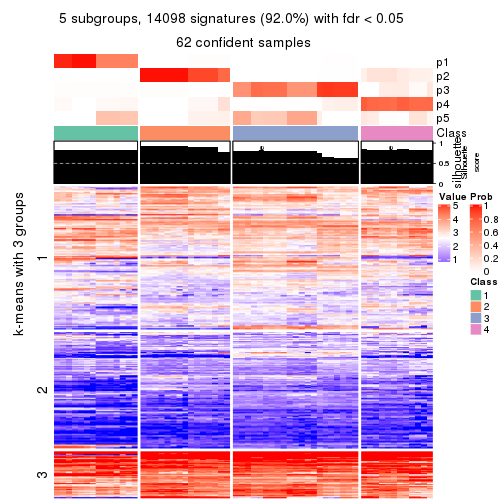 5 subgroups, 14098 signatures (92.0%) with fdr < 0.05
62 confident samples
p1
p2
p3
p4
p5
Class
1
0.5
0
silhouette
Silhouette
score
k-means with 3 groups
1
2
3
Value
5
4
3
2
1
Prob
1
0.8
0.6
0.4
0.2
0
Class
1
2
3
4